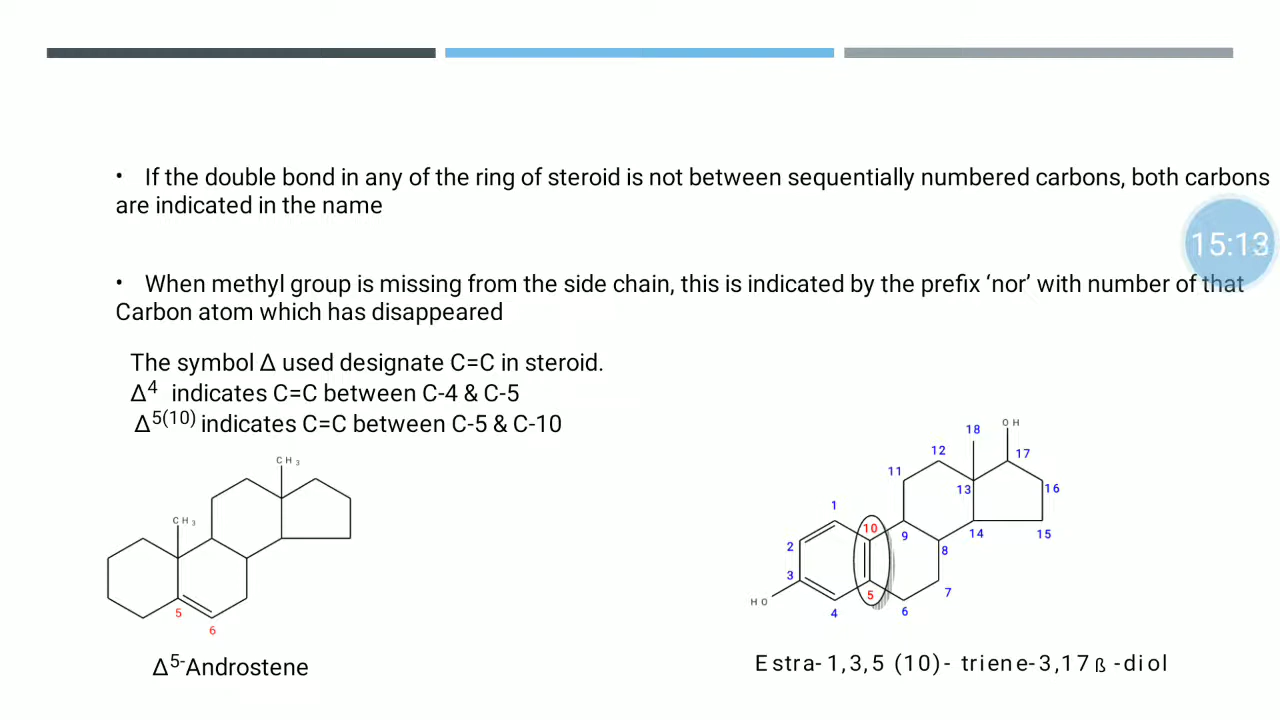 • If the double bond in any of the ring of steroid is not between sequentially numbered carbons, both carbons
are indicated in the name
15:13
• When methyl group is missing from the side chain, this is indicated by the prefix ‘nor’ with number of that
Carbon atom which has disappeared
The symbol Δ used designate C=C in steroid.
Δ⁴ indicates C=C between C-4 & C-5
Δ⁵⁽¹⁰⁾ indicates C=C between C-5 & C-10
CH₃
CH₃
5
6
Δ⁵⁻Androstene
OH
18
17
12
11
13
16
1
10
9
14
15
2
8
3
5
7
HO
4
6
Estra-1,3,5 (10)- triene-3,17ß -diol